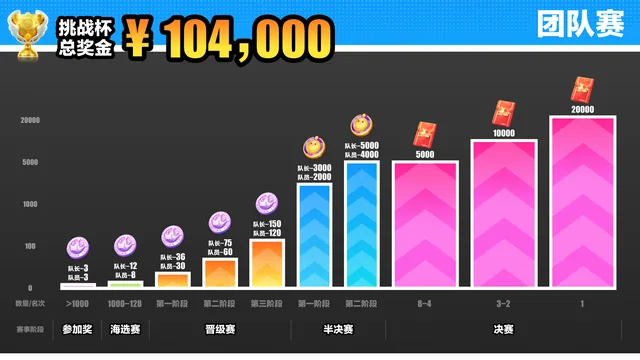 挑战杯
总奖金
¥ 104,000
团队赛
20000
5000
1000
100
0
队长-3
队员-3
队长-12
队员-8
队长-36
队员-30
队长-75
队员-60
队长-150
队员-120
队长-3000
队员-2000
队长-5000
队员-4000
5000
10000
20000
数量/名次
>1000
1000-128
第一阶段
第二阶段
第三阶段
第一阶段
第二阶段
8-4
3-2
1
赛事阶段
参加奖
海选赛
晋级赛
半决赛
决赛